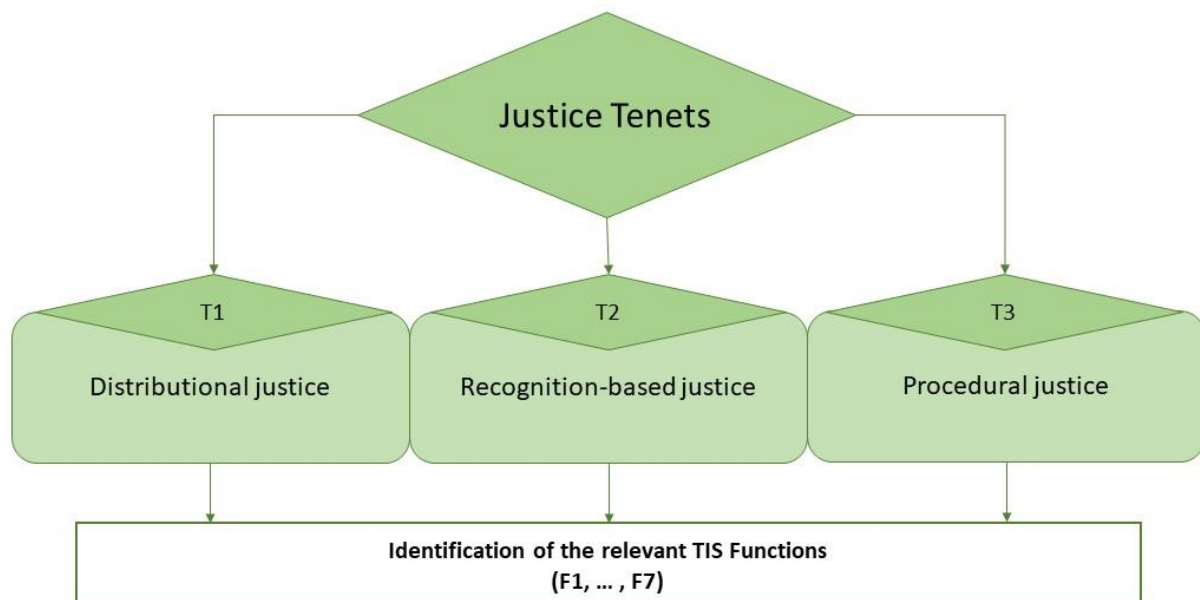 Justice Tenets
T1
T2
T3
Distributional justice
Recognition-based justice
Procedural justice
Identification of the relevant TIS Functions
(F1, ... , F7)